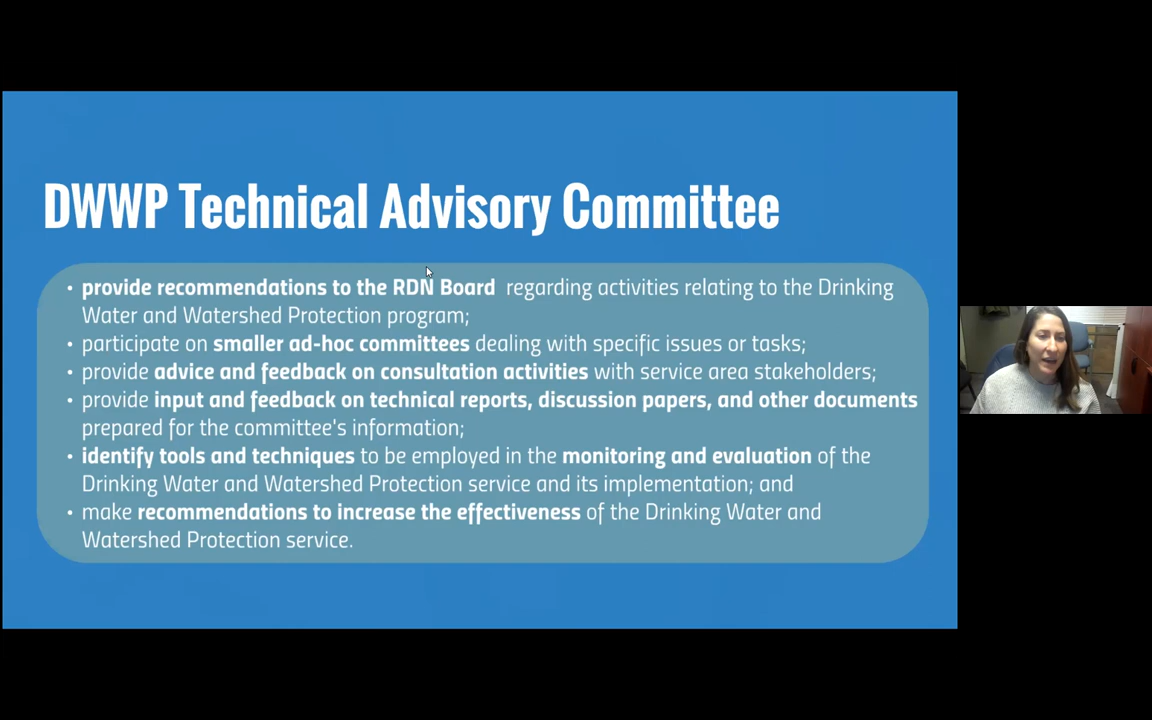 DWWP Technical Advisory Committee
• provide recommendations to the RDN Board regarding activities relating to the Drinking
Water and Watershed Protection program;
• participate on smaller ad-hoc committees dealing with specific issues or tasks;
• provide advice and feedback on consultation activities with service area stakeholders;
• provide input and feedback on technical reports, discussion papers, and other documents
prepared for the committee's information;
• identify tools and techniques to be employed in the monitoring and evaluation of the
Drinking Water and Watershed Protection service and its implementation; and
• make recommendations to increase the effectiveness of the Drinking Water and
Watershed Protection service.